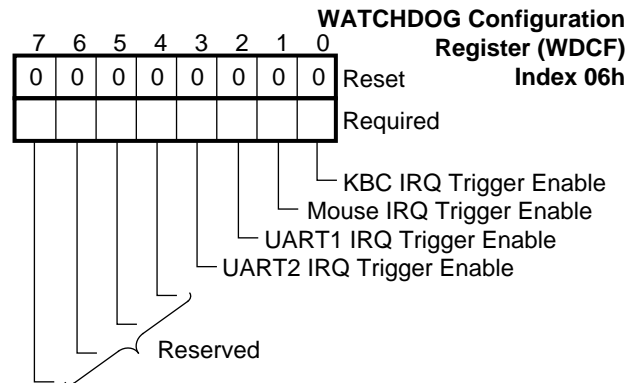 WATCHDOG Configuration
Register (WDCF)
Index 06h
7 6 5 4 3 2 1 0
0 0 0 0 0 0 0 0 Reset
Required
KBC IRQ Trigger Enable
Mouse IRQ Trigger Enable
UART1 IRQ Trigger Enable
UART2 IRQ Trigger Enable
Reserved